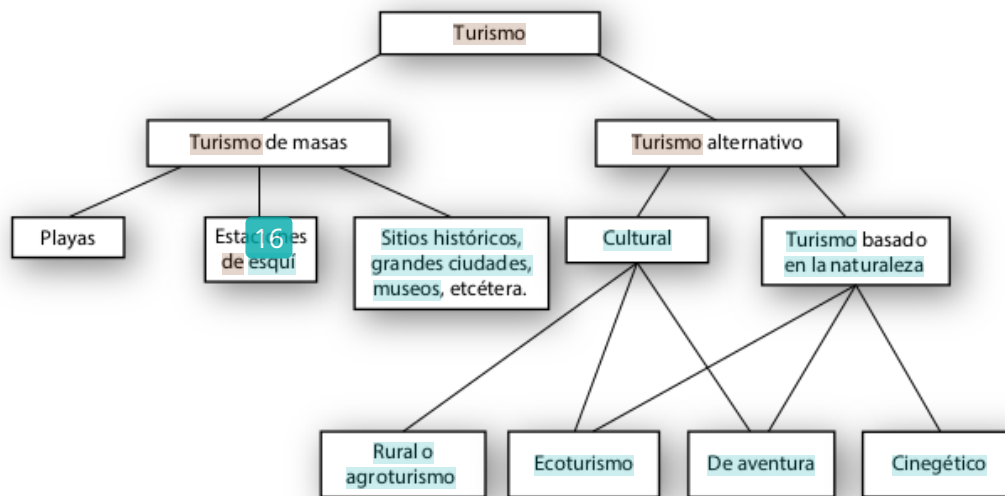 Turismo
Turismo de masas
Turismo alternativo
Playas
Estaciones
de esquí
16
Sitios históricos,
grandes ciudades,
museos, etcétera.
Cultural
Turismo basado
en la naturaleza
Rural o
agroturismo
Ecoturismo
De aventura
Cinegético